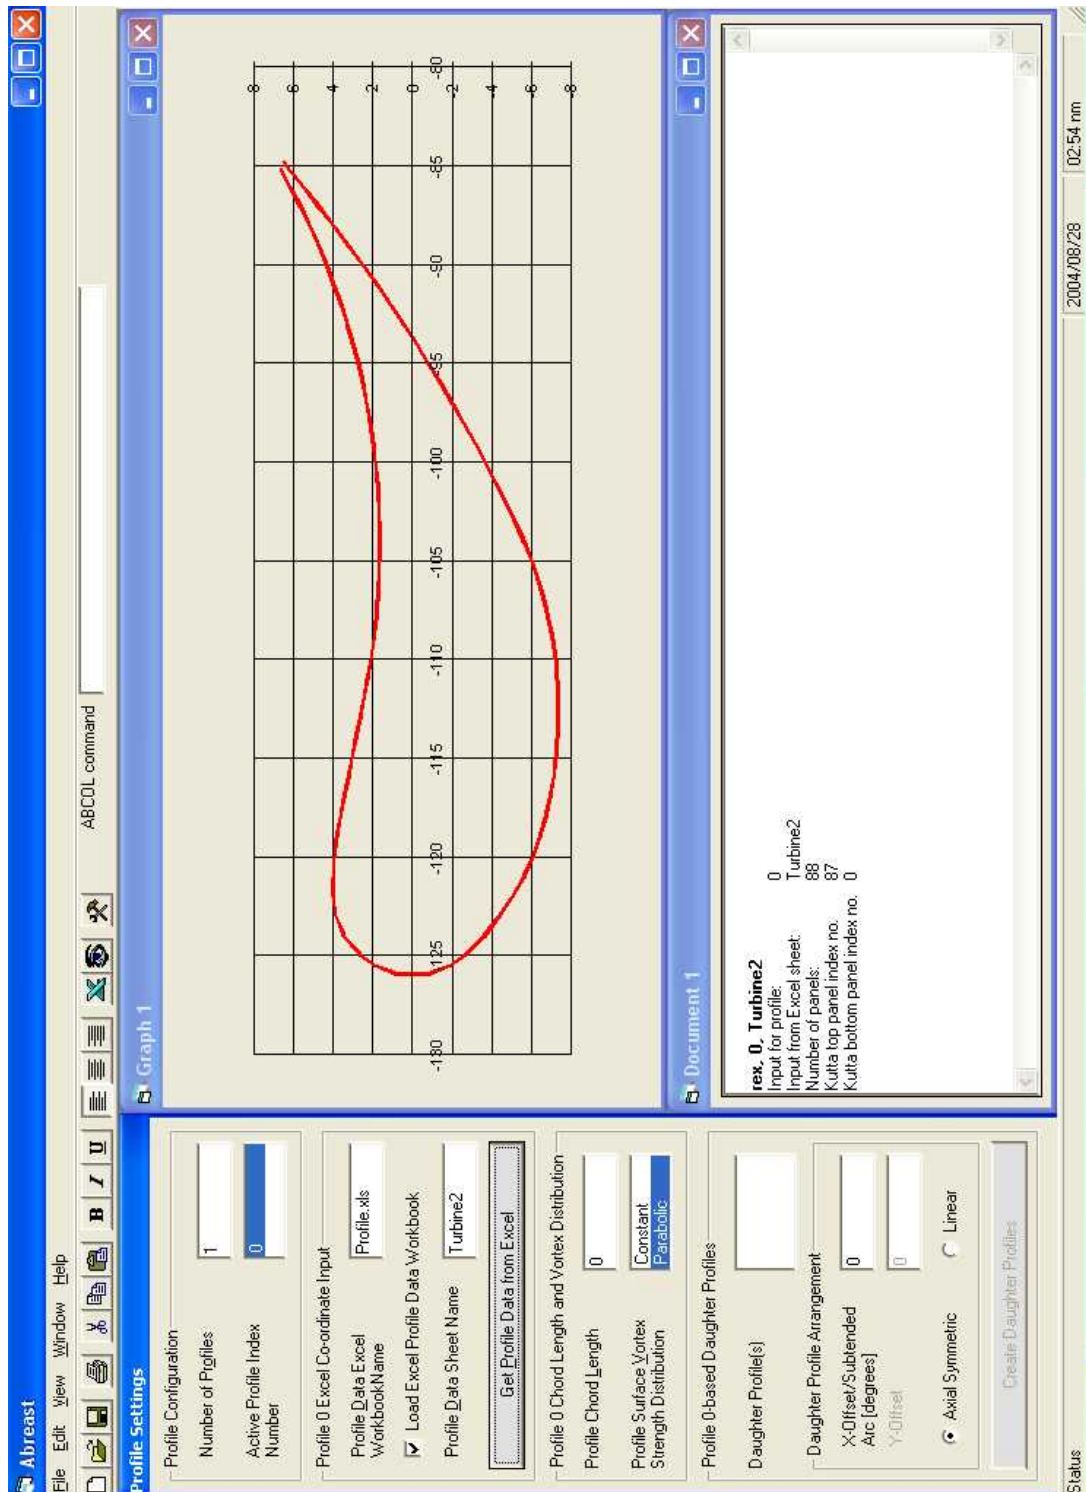 Abreast
File Edit View Window Help
B I U
ABCOL command
Profile Settings
Profile Configuration
Number of Profiles
1
Active Profile Index
Number
0
Profile 0 Excel Co-ordinate Input
Profile Data Excel
WorkbookName
Profile.xls
Load Excel Profile Data Workbook
Profile Data Sheet Name
Turbine2
Get Profile Data from Excel
Profile 0 Chord Length and Vortex Distribution
Profile Chord Length
0
Profile Surface Vortex
Strength Distribution
Constant
Parabolic
Profile 0-based Daughter Profiles
Daughter Profile(s)
Daughter Profile Arrangement
X-Offset/Subtended
Arc [degrees]
0
Y-Offset
0
Axial Symmetric
Linear
Create Daughter Profiles
Graph 1
8
6
4
2
0
-2
-4
-6
-8
-130 -125 -120 -115 -110 -105 -100 -95 -90 -85 -80
Document 1
rex, 0, Turbine2
Input for profile: 0
Input from Excel sheet: Turbine2
Number of panels: 88
Kutta top panel index no. 87
Kutta bottom panel index no. 0
Status
2004/08/28
02:54 nm